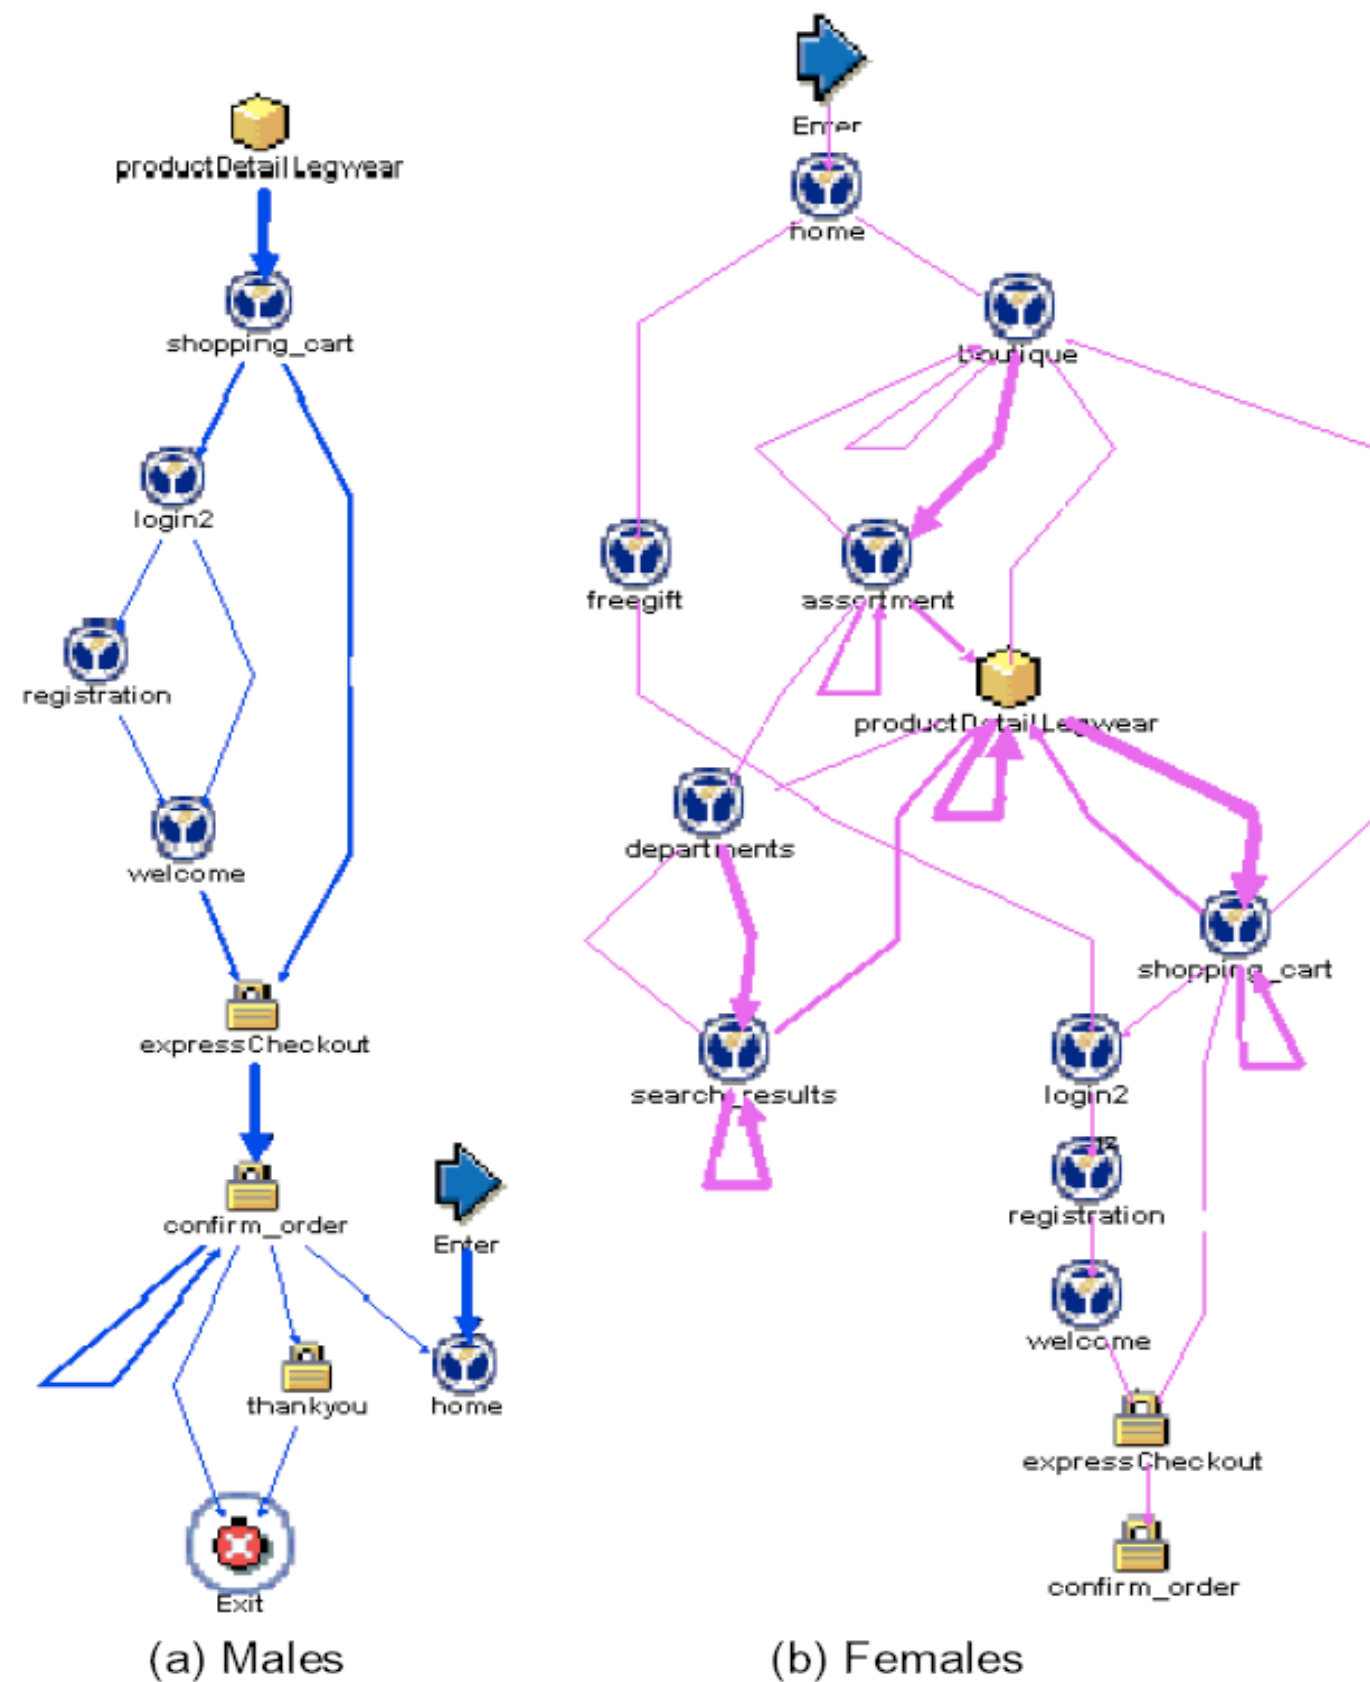 productDetailLegwear
shopping_cart
login2
registration
welcome
expressCheckout
confirm_order
Enter
thankyou
home
Exit
(a) Males
Enter
home
boutique
freegift
assortment
productDetailLegwear
departments
shopping_cart
search_results
login2
registration
welcome
expressCheckout
confirm_order
(b) Females